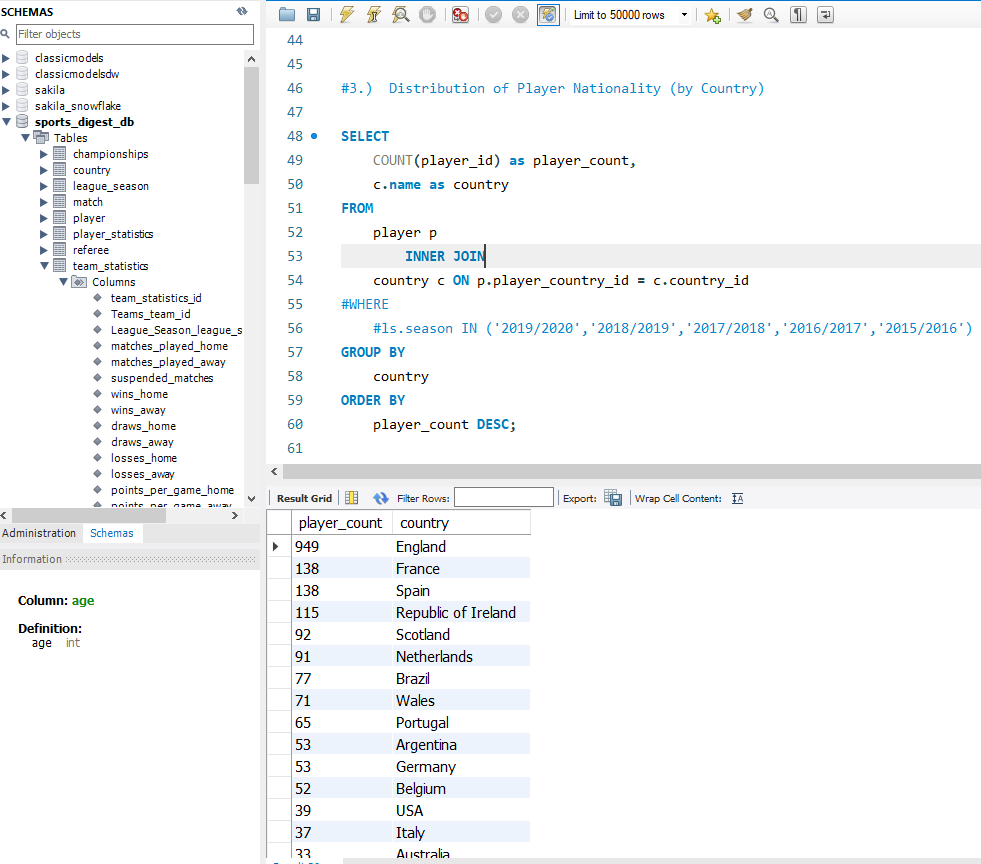 SCHEMAS
Filter objects
classicmodels
classicmodelsdw
sakila
sakila_snowflake
sports_digest_db
Tables
championships
country
league_season
match
player
player_statistics
referee
team_statistics
Columns
team_statistics_id
Teams_team_id
League_Season_league_s
matches_played_home
matches_played_away
suspended_matches
wins_home
wins_away
draws_home
draws_away
losses_home
losses_away
points_per_game_home
points_per_game_away
Administration Schemas
Information
Column: age
Definition:
age int
Limit to 50000 rows
44
45
46 #3.) Distribution of Player Nationality (by Country)
47
48 SELECT
49 COUNT(player_id) as player_count,
50 c.name as country
51 FROM
52 player p
53 INNER JOIN
54 country c ON p.player_country_id = c.country_id
55 #WHERE
56 #ls.season IN ('2019/2020','2018/2019','2017/2018','2016/2017','2015/2016')
57 GROUP BY
58 country
59 ORDER BY
60 player_count DESC;
61
Result Grid Filter Rows: Export: Wrap Cell Content: IA
player_count country
949 England
138 France
138 Spain
115 Republic of Ireland
92 Scotland
91 Netherlands
77 Brazil
71 Wales
65 Portugal
53 Argentina
53 Germany
52 Belgium
39 USA
37 Italy
33 Australia